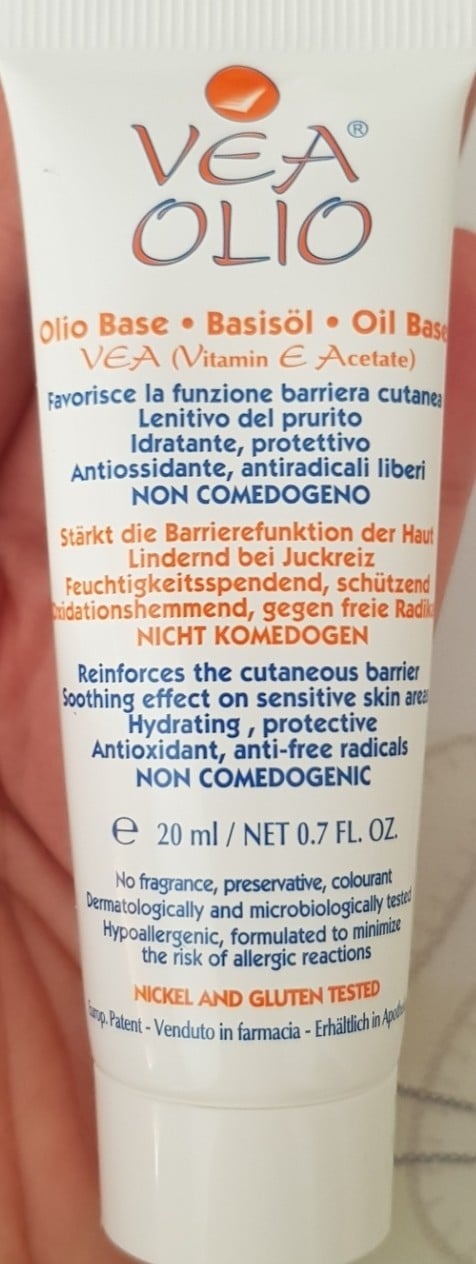 VEA®
OLIO
Olio Base • Basisöl • Oil Base
VEA (Vitamin E Acetate)
Favorisce la funzione barriera cutanea
Lenitivo del prurito
Idratante, protettivo
Antiossidante, antiradicali liberi
NON COMEDOGENO
Stärkt die Barrierefunktion der Haut
Lindernd bei Juckreiz
Feuchtigkeitsspendend, schützend
gegen freie
NICHT KOMEDOGEN
Reinforces the cutaneous barrier
Soothing effect on sensitive skin areas
Hydrating , protective
Antioxidant, anti-free radicals
NON COMEDOGENIC
℮ 20 ml / NET 0.7 FL. OZ.
No fragrance, preservative, colourant
Dermatologically and microbiologically tested
Hypoallergenic, formulated to minimize
the risk of allergic reactions
NICKEL AND GLUTEN TESTED
Europ. Patent - Venduto in farmacia - Erhältlich in